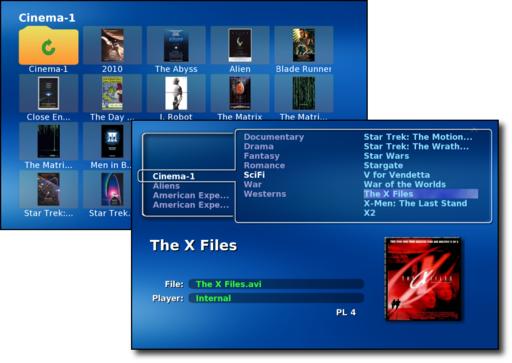 Cinema-1
Cinema-1
2010
The Abyss
Alien
Blade Runner
Close En...
The Day ...
I, Robot
The Matrix
The Matri...
The Matri...
Men in B...
Star Trek:...
Star Trek.
Cinema-1
Aliens
American Expe...
American Expe...
Documentary
Drama
Fantasy
Romance
SciFi
War
Westerns
Star Trek: The Motion...
Star Trek: The Wrath...
Star Wars
Stargate
V for Vendetta
War of the Worlds
The X Files
X-Men: The Last Stand
X2
The X Files
File: The X Files.avi
Player: Internal
PL 4
THE X FILES